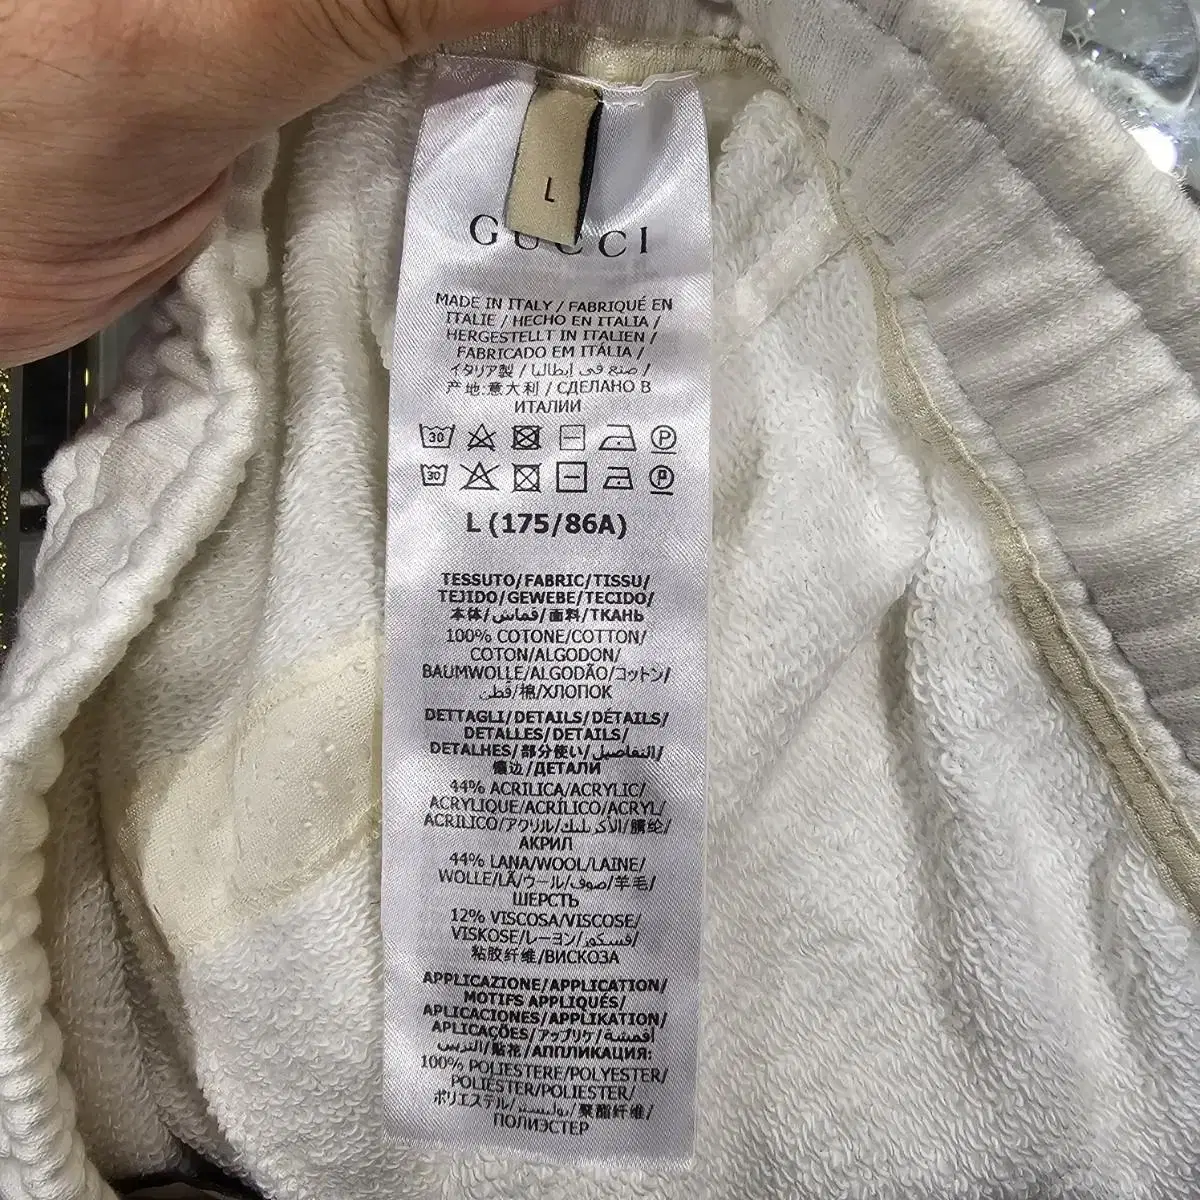 L
GUCCI
MADE IN ITALY / FABRIQUÉ EN
ITALIE / HECHO EN ITALIA /
HERGESTELLT IN ITALIEN /
FABRICADO EM ITÁLIA /
イタリア製 / صنع في إيطاليا /
产地:意大利 / СДЕЛАНО В
ИТАЛИИ
30 P
30 P
L (175/86A)
TESSUTO/FABRIC/TISSU/
TEJIDO/GEWEBE/TECIDO/
本体/قماش/面料/ТКАНЬ
100% COTONE/COTTON/
COTON/ALGODON/
BAUMWOLLE/ALGODÃO/コットン/
قطن/棉/ХЛОПОК
DETTAGLI/DETAILS/DÉTAILS/
DETALLES/DETAILS/
DETALHES/部分使い/التفاصيل/
镶边/ДЕТАЛИ
44% ACRILICA/ACRYLIC/
ACRYLIQUE/ACRÍLICO/ACRYL/
ACRILICO/アクリル/الأكريليك/腈纶/
АКРИЛ
44% LANA/WOOL/LAINE/
WOLLE/LÃ/ウール/صوف/羊毛/
ШЕРСТЬ
12% VISCOSA/VISCOSE/
VISKOSE/レーヨン/فسكوز/
粘胶纤维/ВИСКОЗА
APPLICAZIONE/APPLICATION/
MOTIFS APPLIQUÉS/
APLICACIONES/APPLIKATION/
APLICAÇÕES/アップリケ/أقمشة
التزيين/贴花/АППЛИКАЦИЯ:
100% POLIESTERE/POLYESTER/
POLIESTER/POLIÉSTER/
ポリエステル/بوليستر/聚酯纤维/
ПОЛИЭСТЕР